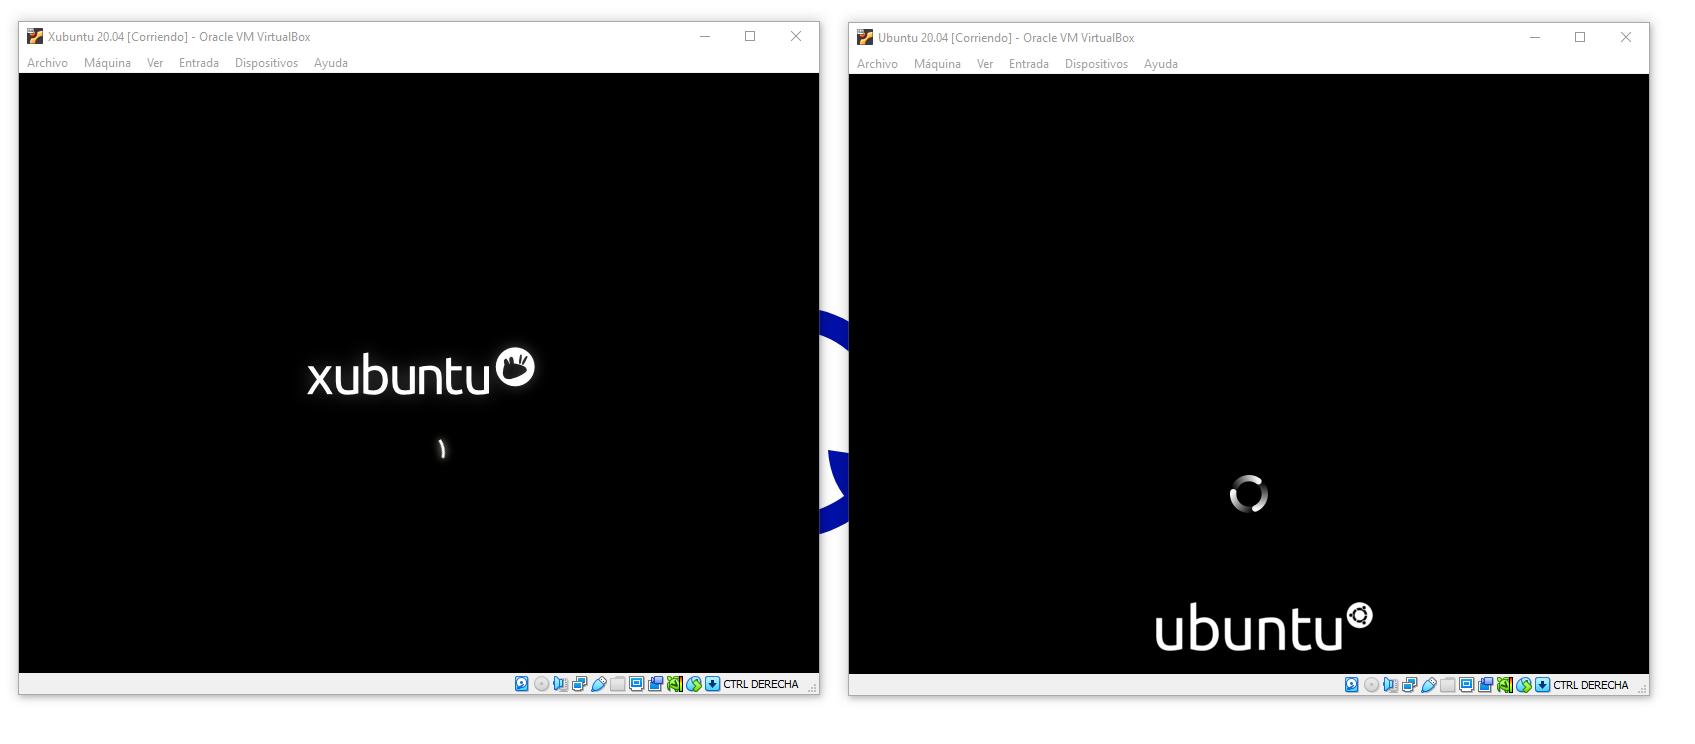 Xubuntu 20.04 [Corriendo] - Oracle VM VirtualBox
Archivo Máquina Ver Entrada Dispositivos Ayuda
xubuntu
CTRL DERECHA
Ubuntu 20.04 [Corriendo] - Oracle VM VirtualBox
Archivo Máquina Ver Entrada Dispositivos Ayuda
ubuntu
CTRL DERECHA